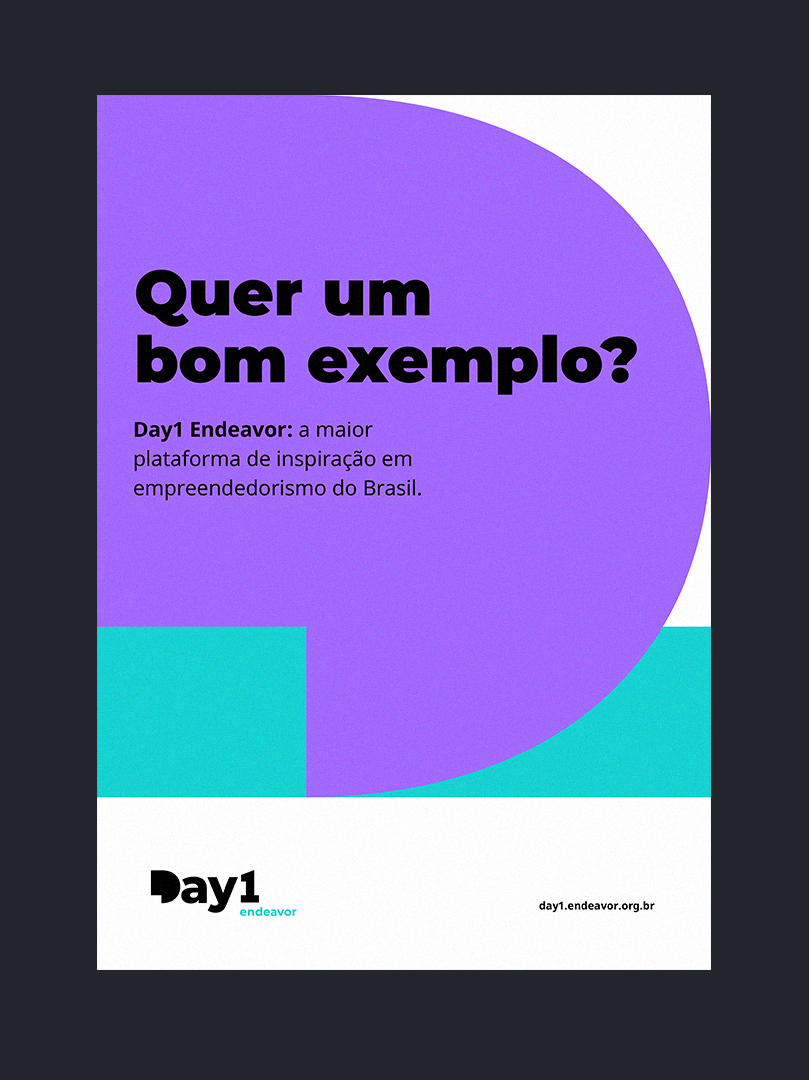 Quer um
bom exemplo?
Day1 Endeavor: a maior
plataforma de inspiração em
empreendedorismo do Brasil.
Day1
endeavor
day1.endeavor.org.br